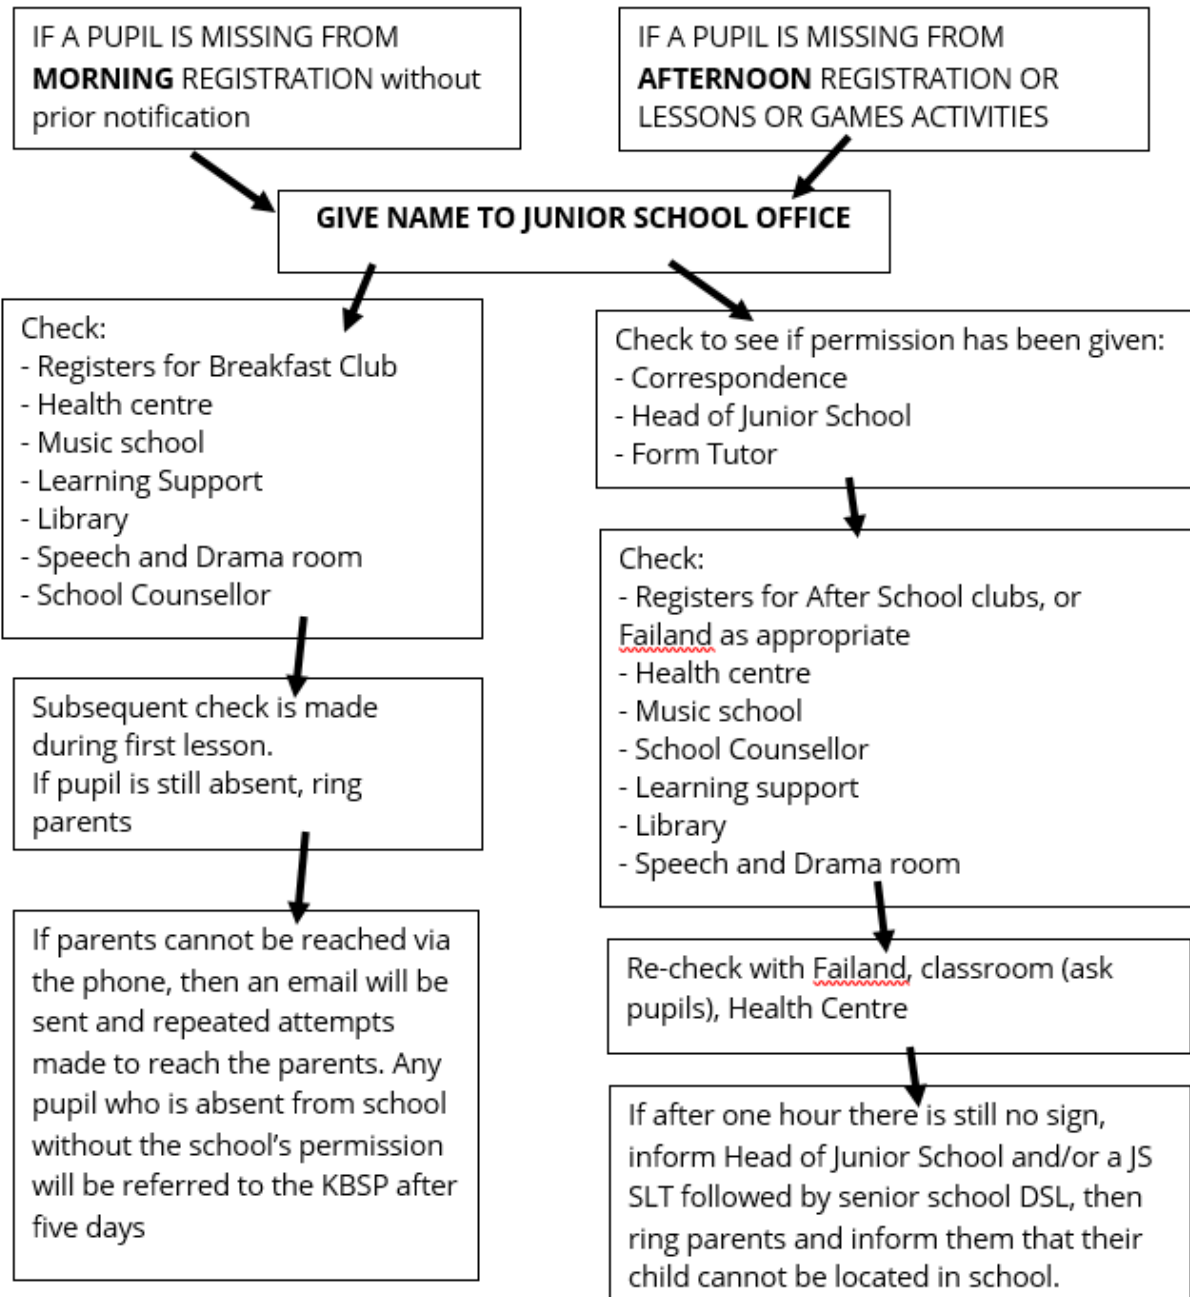 IF A PUPIL IS MISSING FROM
MORNING REGISTRATION without
prior notification
IF A PUPIL IS MISSING FROM
AFTERNOON REGISTRATION OR
LESSONS OR GAMES ACTIVITIES
GIVE NAME TO JUNIOR SCHOOL OFFICE
Check:
- Registers for Breakfast Club
- Health centre
- Music school
- Learning Support
- Library
- Speech and Drama room
- School Counsellor
Subsequent check is made
during first lesson.
If pupil is still absent, ring
parents
If parents cannot be reached via
the phone, then an email will be
sent and repeated attempts
made to reach the parents. Any
pupil who is absent from school
without the school’s permission
will be referred to the KBSP after
five days
Check to see if permission has been given:
- Correspondence
- Head of Junior School
- Form Tutor
Check:
- Registers for After School clubs, or
Failand as appropriate
- Health centre
- Music school
- School Counsellor
- Learning support
- Library
- Speech and Drama room
Re-check with Failand, classroom (ask
pupils), Health Centre
If after one hour there is still no sign,
inform Head of Junior School and/or a JS
SLT followed by senior school DSL, then
ring parents and inform them that their
child cannot be located in school.